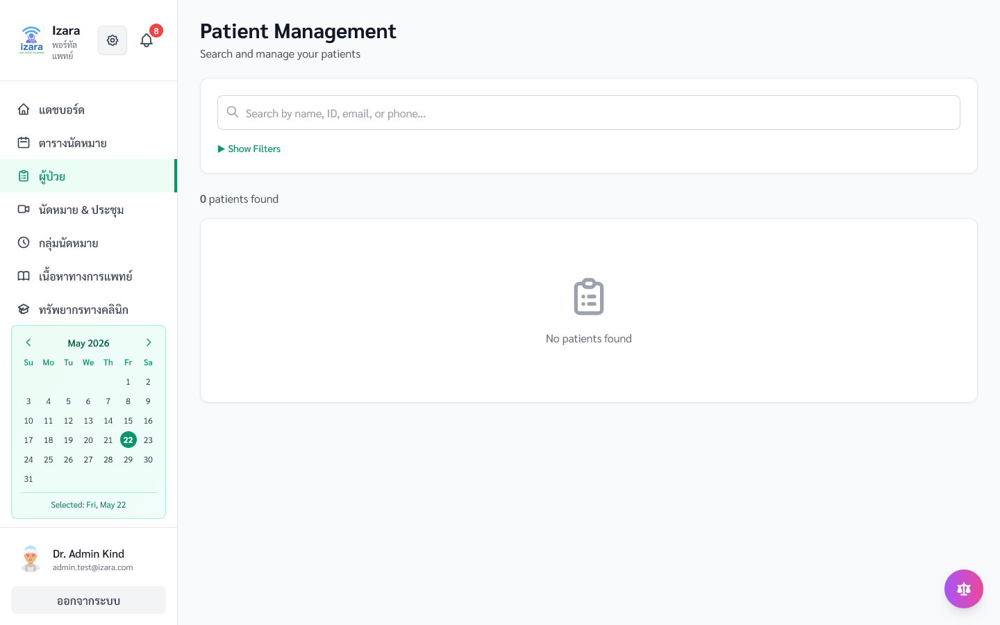 izara
your doctor anywhere
Izara
พอร์ทัล
แพทย์
8
แดชบอร์ด
ตารางนัดหมาย
ผู้ป่วย
นัดหมาย & ประชุม
กลุ่มนัดหมาย
เนื้อหาทางการแพทย์
ทรัพยากรทางคลินิก
May 2026
Su Mo Tu We Th Fr Sa
1 2
3 4 5 6 7 8 9
10 11 12 13 14 15 16
17 18 19 20 21 22 23
24 25 26 27 28 29 30
31
Selected: Fri, May 22
Dr. Admin Kind
admin.test@izara.com
ออกจากระบบ
Patient Management
Search and manage your patients
Search by name, ID, email, or phone...
▶ Show Filters
0 patients found
No patients found